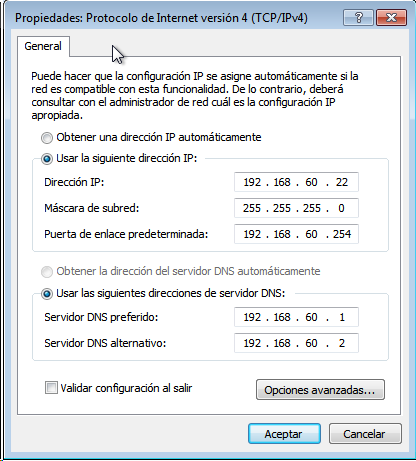 Propiedades: Protocolo de Internet versión 4 (TCP/IPv4)
General
Puede hacer que la configuración IP se asigne automáticamente si la
red es compatible con esta funcionalidad. De lo contrario, deberá
consultar con el administrador de red cuál es la configuración IP
apropiada.
Obtener una dirección IP automáticamente
Usar la siguiente dirección IP:
Dirección IP: 192 . 168 . 60 . 22
Máscara de subred: 255 . 255 . 255 . 0
Puerta de enlace predeterminada: 192 . 168 . 60 . 254
Obtener la dirección del servidor DNS automáticamente
Usar las siguientes direcciones de servidor DNS:
Servidor DNS preferido: 192 . 168 . 60 . 1
Servidor DNS alternativo: 192 . 168 . 60 . 2
Validar configuración al salir
Opciones avanzadas...
Aceptar Cancelar